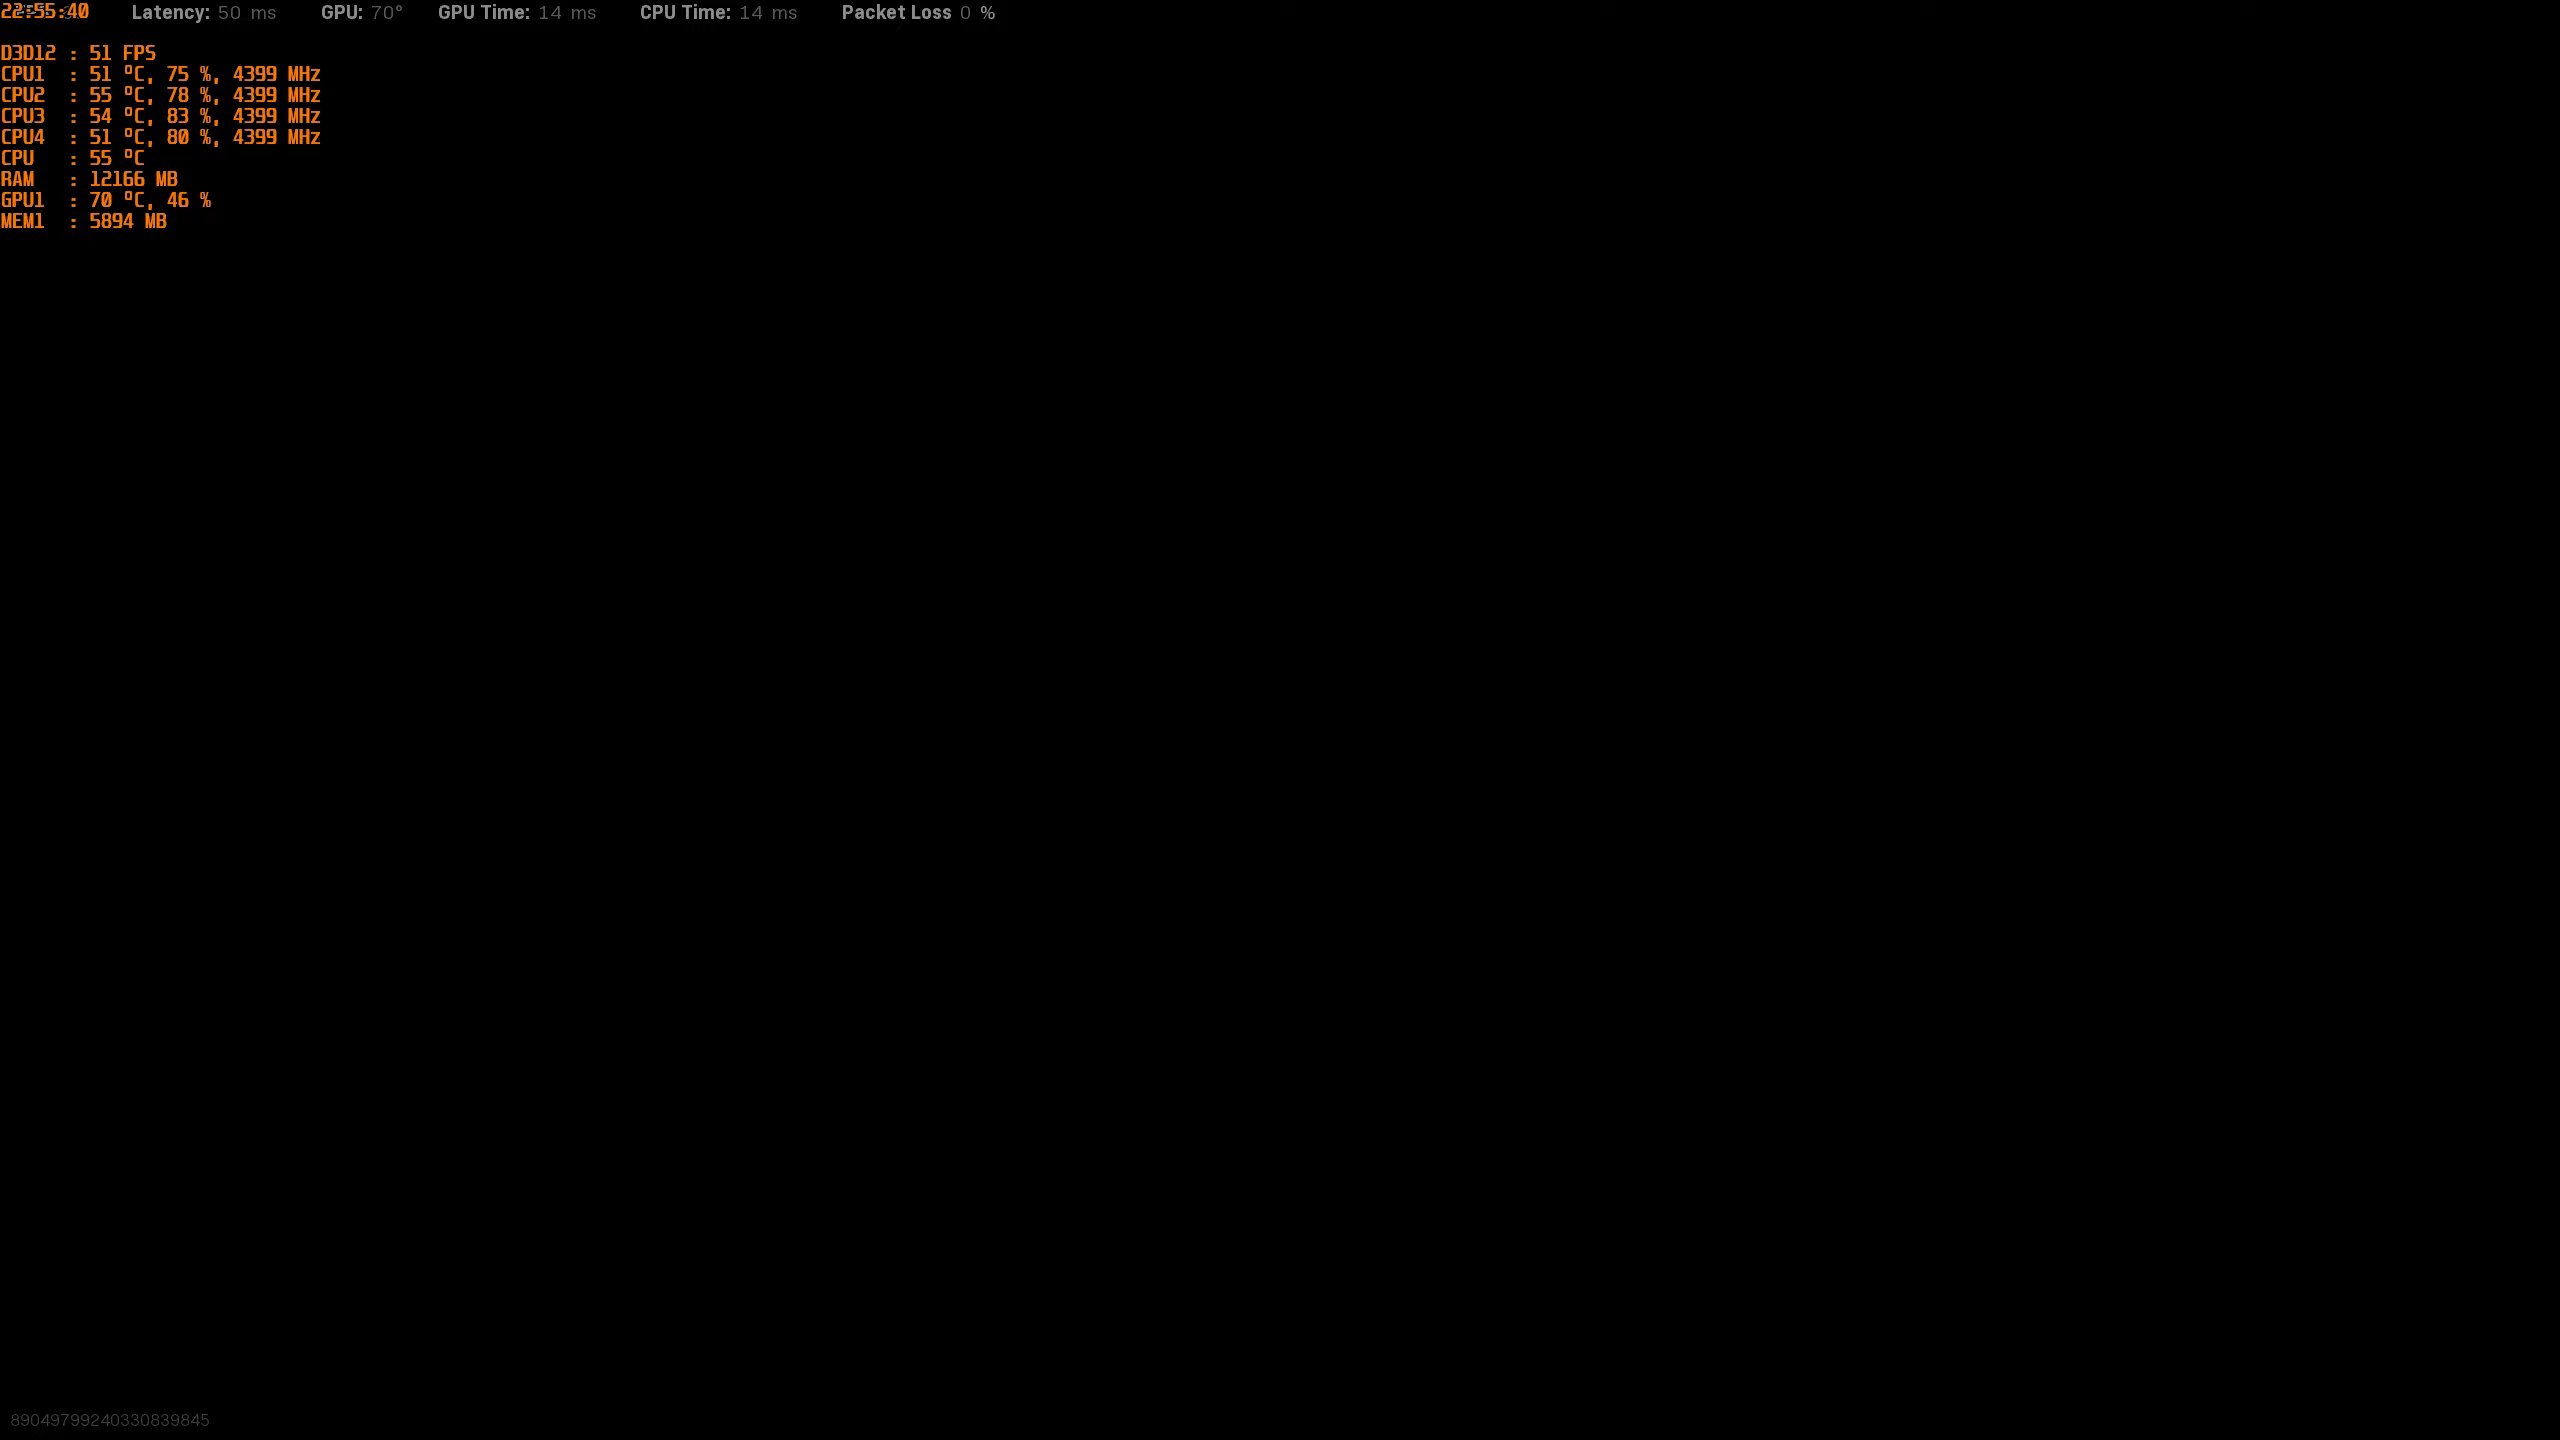 22:55:40 Latency: 50 ms GPU: 70° GPU Time: 14 ms CPU Time: 14 ms Packet Loss 0 %
D3D12 : 51 FPS
CPU1 : 51 °C, 75 %, 4399 MHz
CPU2 : 55 °C, 78 %, 4399 MHz
CPU3 : 54 °C, 83 %, 4399 MHz
CPU4 : 51 °C, 80 %, 4399 MHz
CPU : 55 °C
RAM : 12166 MB
GPU1 : 70 °C, 46 %
MEM1 : 5894 MB
89049799240330839845